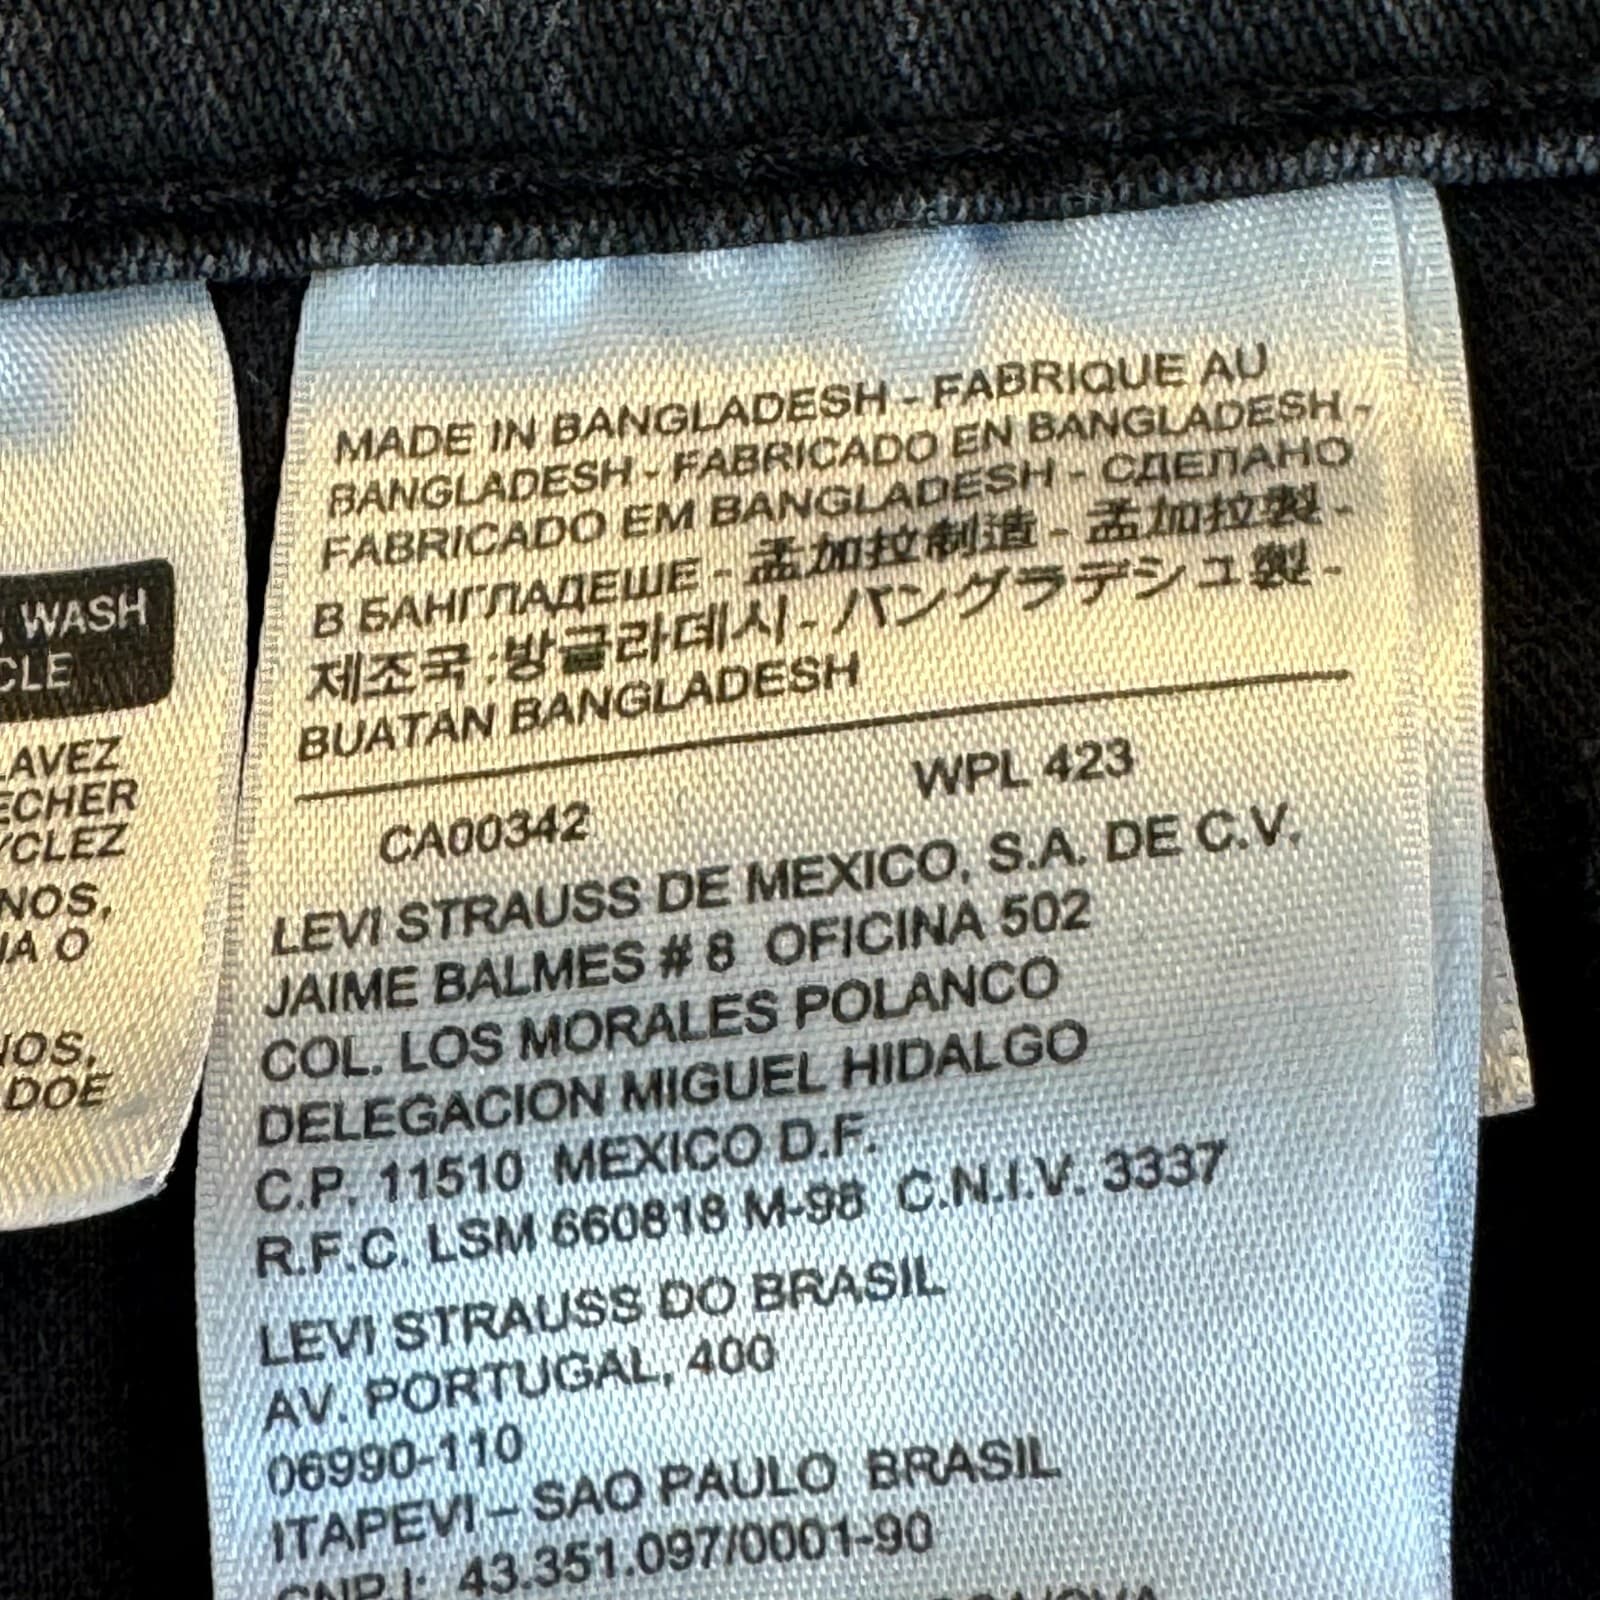 WASH
CLE
LAVEZ
ECHER
YCLEZ
NOS,
NA O
NOS,
DOE
MADE IN BANGLADESH - FABRIQUE AU
BANGLADESH - FABRICADO EN BANGLADESH -
FABRICADO EM BANGLADESH - СДЕЛАНО
В БАНГЛАДЕШЕ - 孟加拉制造 - 孟加拉製 -
제조국 :방글라데시 - バングラデシュ製 -
BUATAN BANGLADESH
CA00342 WPL 423
LEVI STRAUSS DE MEXICO, S.A. DE C.V.
JAIME BALMES # 8 OFICINA 502
COL. LOS MORALES POLANCO
DELEGACION MIGUEL HIDALGO
C.P. 11510 MEXICO D.F.
R.F.C. LSM 660818 M-98 C.N.I.V. 3337
LEVI STRAUSS DO BRASIL
AV. PORTUGAL, 400
06990-110
ITAPEVI – SAO PAULO BRASIL
CNPJ: 43.351.097/0001-90